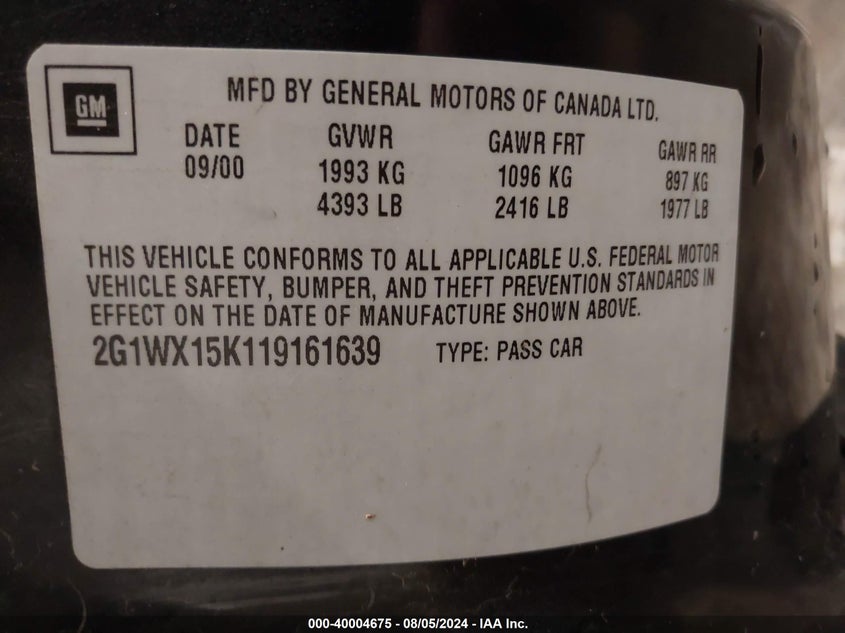 GM
MFD BY GENERAL MOTORS OF CANADA LTD.
DATE GVWR GAWR FRT GAWR RR
09/00 1993 KG 1096 KG 897 KG
4393 LB 2416 LB 1977 LB
THIS VEHICLE CONFORMS TO ALL APPLICABLE U.S. FEDERAL MOTOR
VEHICLE SAFETY, BUMPER, AND THEFT PREVENTION STANDARDS IN
EFFECT ON THE DATE OF MANUFACTURE SHOWN ABOVE.
2G1WX15K119161639 TYPE: PASS CAR
000-40004675 - 08/05/2024 - IAA Inc.